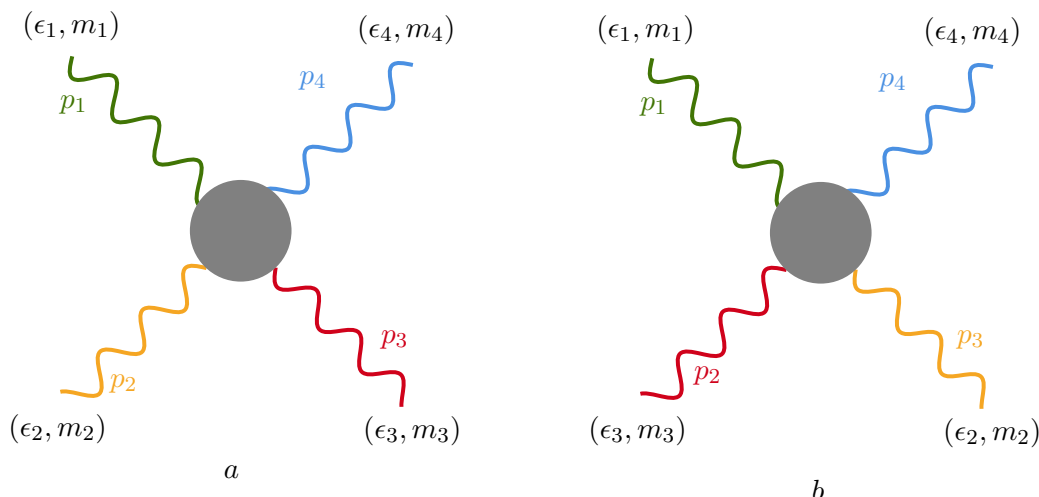 (ϵ₁, m₁)
(ϵ₄, m₄)
p₁
p₄
p₂
p₃
(ϵ₂, m₂)
(ϵ₃, m₃)
a
(ϵ₁, m₁)
(ϵ₄, m₄)
p₁
p₄
p₂
p₃
(ϵ₃, m₃)
(ϵ₂, m₂)
b